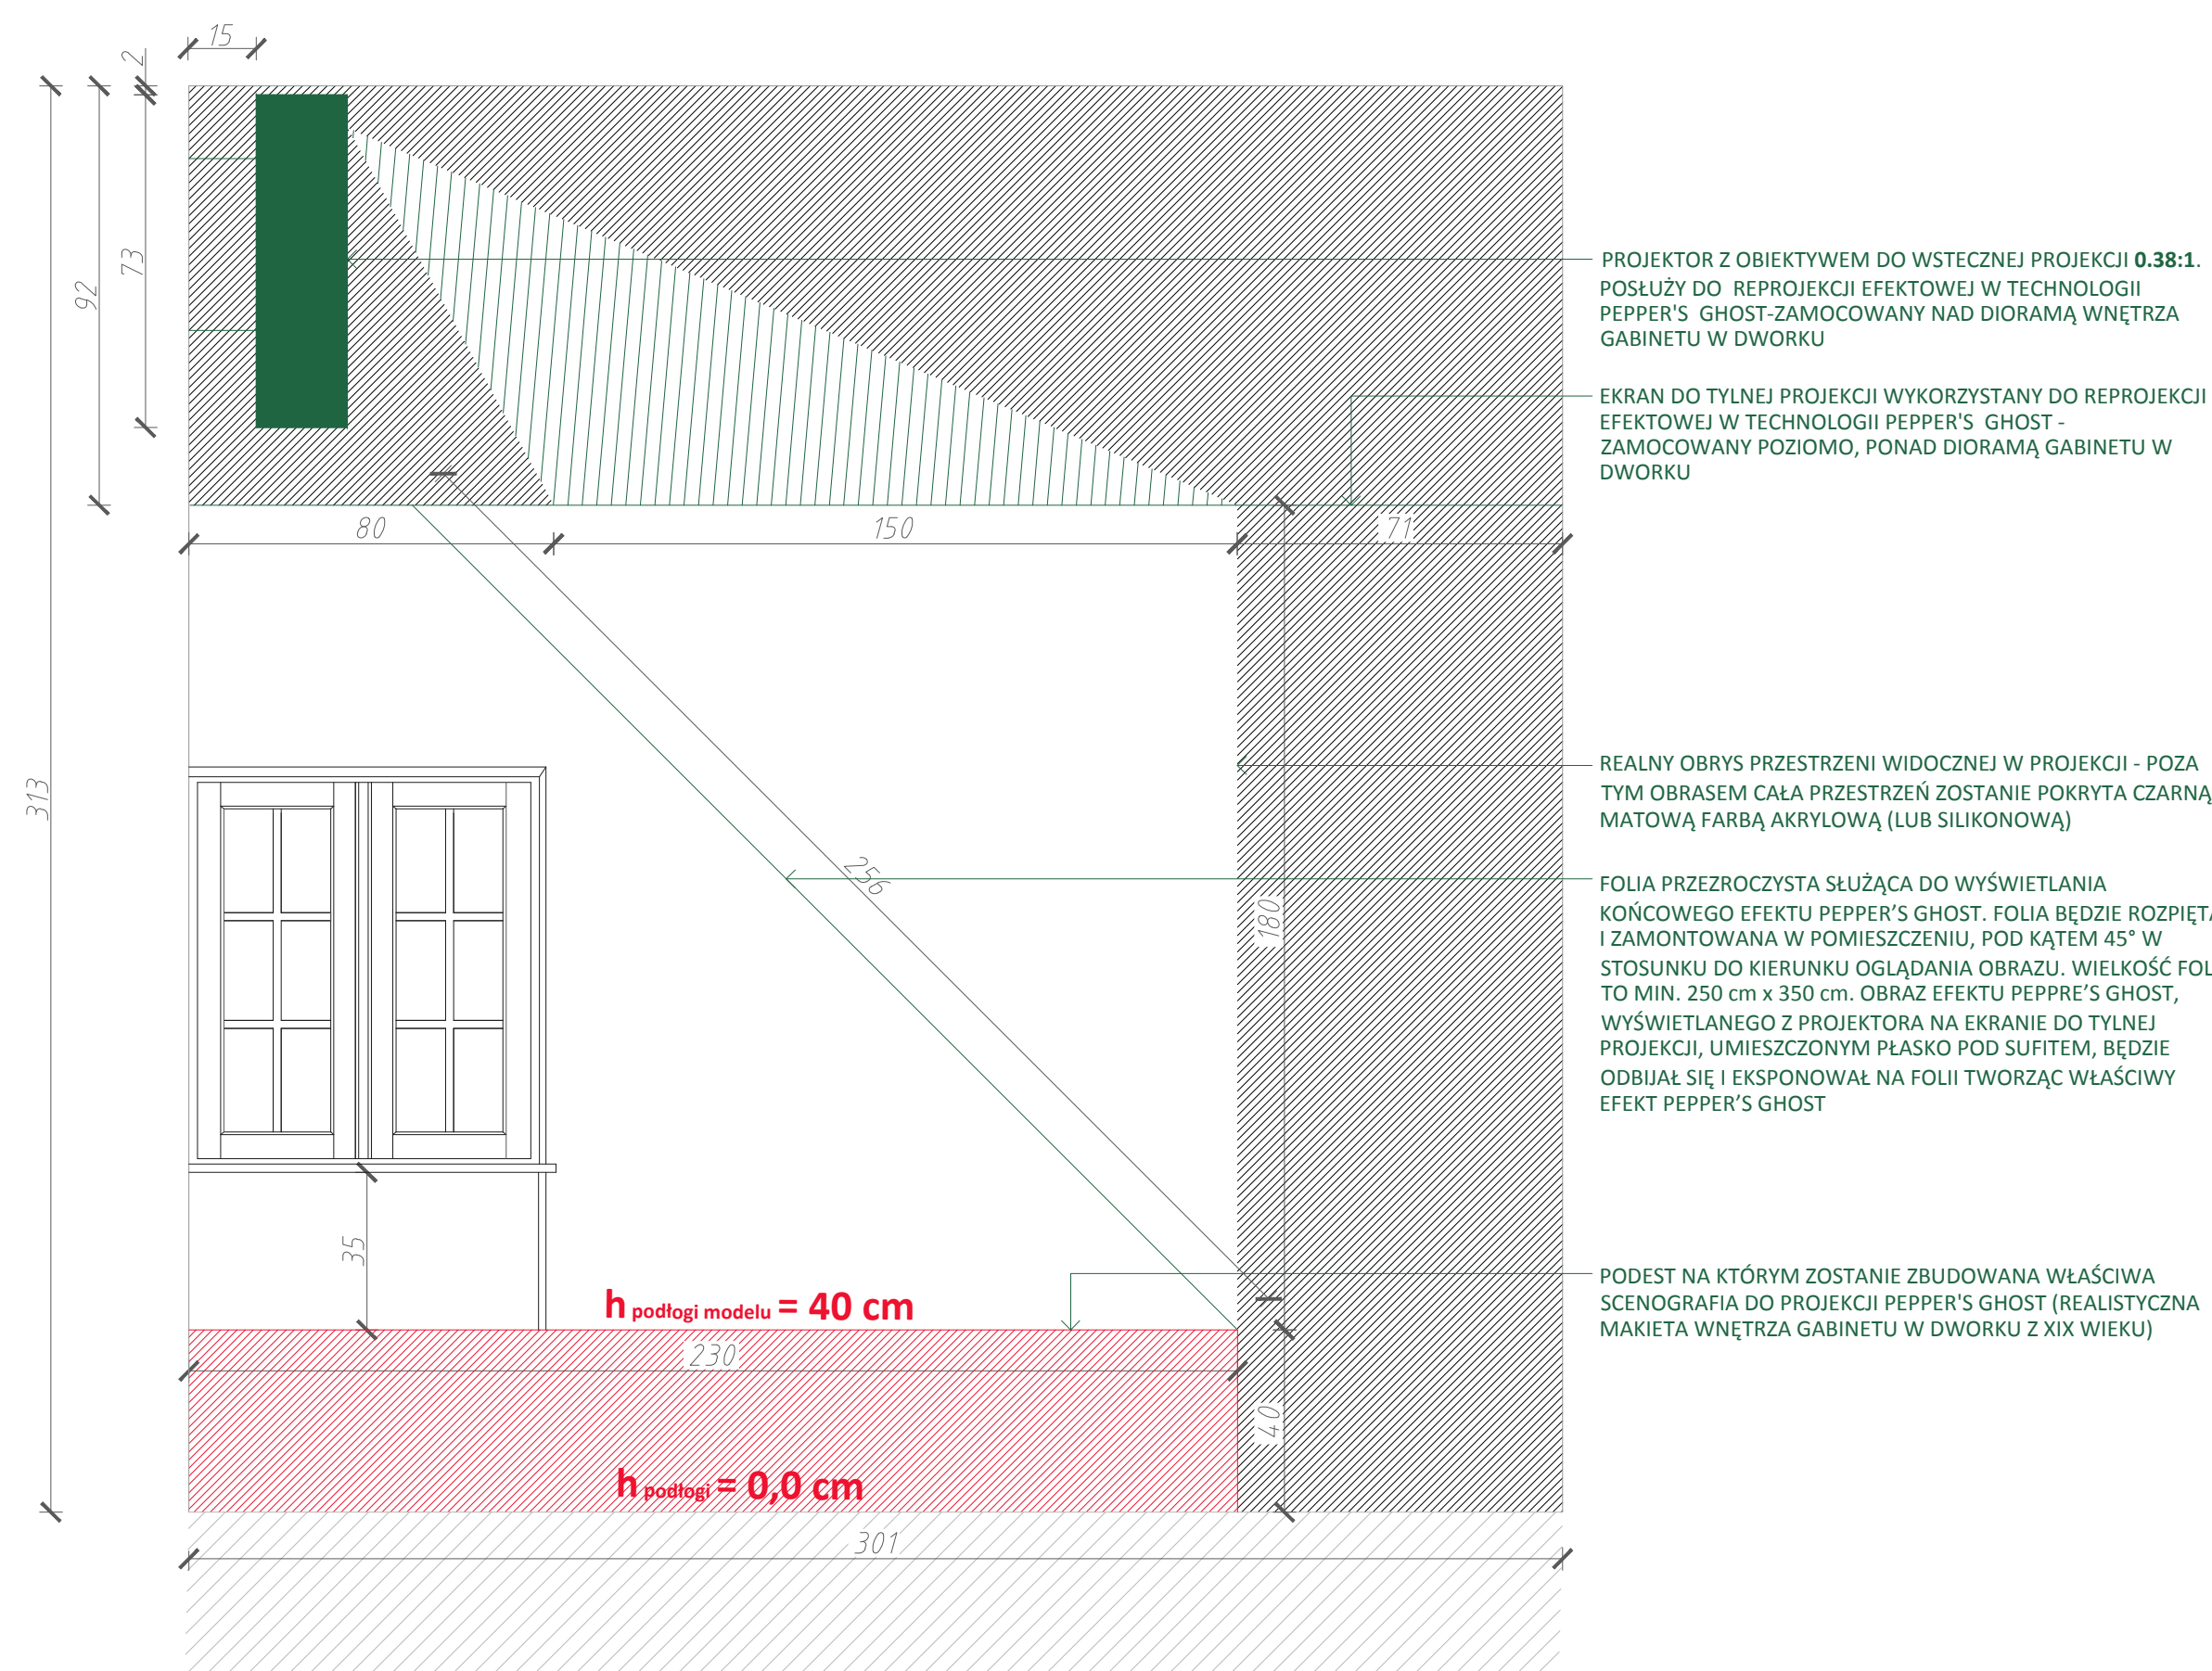 15
2
73
92
313
PROJEKTOR Z OBIEKTYWEM DO WSTECZNEJ PROJEKCJI 0.38:1.
POSŁUŻY DO REPROJEKCJI EFEKTOWEJ W TECHNOLOGII
PEPPER'S GHOST-ZAMOCOWANY NAD DIORAMĄ WNĘTRZA
GABINETU W DWORKU
EKRAN DO TYLNEJ PROJEKCJI WYKORZYSTANY DO REPROJEKCJI
EFEKTOWEJ W TECHNOLOGII PEPPER'S GHOST -
ZAMOCOWANY POZIOMO, PONAD DIORAMĄ GABINETU W
DWORKU
80
150
71
REALNY OBRYS PRZESTRZENI WIDOCZNEJ W PROJEKCJI - POZA
TYM OBRASEM CAŁA PRZESTRZEŃ ZOSTANIE POKRYTA CZARNĄ
MATOWĄ FARBĄ AKRYLOWĄ (LUB SILIKONOWĄ)
256
180
FOLIA PRZEZROCZYSTA SŁUŻĄCA DO WYŚWIETLANIA
KOŃCOWEGO EFEKTU PEPPER'S GHOST. FOLIA BĘDZIE ROZPIĘTA
I ZAMONTOWANA W POMIESZCZENIU, POD KĄTEM 45° W
STOSUNKU DO KIERUNKU OGLĄDANIA OBRAZU. WIELKOŚĆ FOL
TO MIN. 250 cm x 350 cm. OBRAZ EFEKTU PEPPRE'S GHOST,
WYŚWIETLANEGO Z PROJEKTORA NA EKRANIE DO TYLNEJ
PROJEKCJI, UMIESZCZONYM PŁASKO POD SUFITEM, BĘDZIE
ODBIJAŁ SIĘ I EKSPONOWAŁ NA FOLII TWORZĄC WŁAŚCIWY
EFEKT PEPPER'S GHOST
35
PODEST NA KTÓRYM ZOSTANIE ZBUDOWANA WŁAŚCIWA
SCENOGRAFIA DO PROJEKCJI PEPPER'S GHOST (REALISTYCZNA
MAKIETA WNĘTRZA GABINETU W DWORKU Z XIX WIEKU)
h podłogi modelu = 40 cm
230
40
h podłogi = 0,0 cm
301